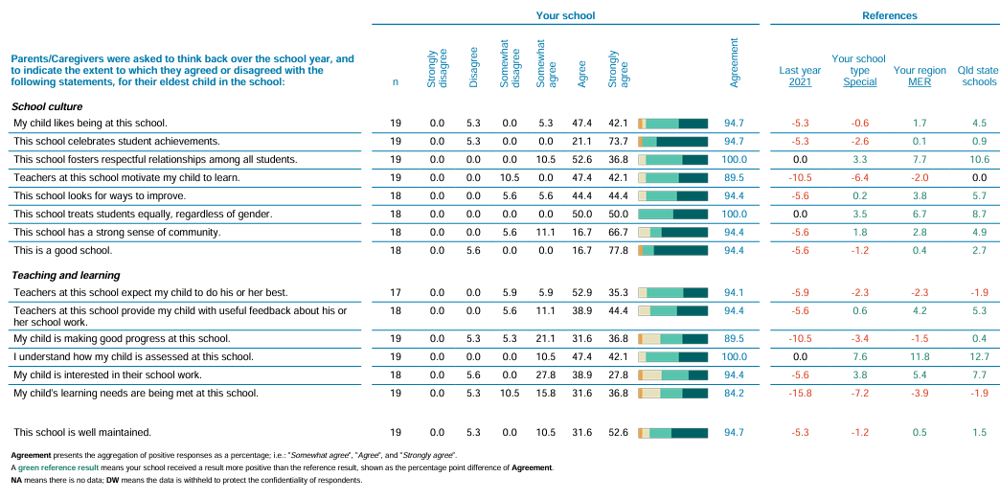 Your school References
Parents/Caregivers were asked to think back over the school year, and
to indicate the extent to which they agreed or disagreed with the
following statements, for their eldest child in the school:
n Strongly disagree Disagree Somewhat disagree Somewhat agree Agree Strongly agree Agreement Last year 2021 Your school type Special Your region MER Qld state schools
School culture
My child likes being at this school. 19 0.0 5.3 0.0 5.3 47.4 42.1 94.7 -5.3 -0.6 1.7 4.5
This school celebrates student achievements. 19 0.0 5.3 0.0 0.0 21.1 73.7 94.7 -5.3 -2.6 0.1 0.9
This school fosters respectful relationships among all students. 19 0.0 0.0 0.0 10.5 52.6 36.8 100.0 0.0 3.3 7.7 10.6
Teachers at this school motivate my child to learn. 19 0.0 0.0 10.5 0.0 47.4 42.1 89.5 -10.5 -6.4 -2.0 0.0
This school looks for ways to improve. 18 0.0 0.0 5.6 5.6 44.4 44.4 94.4 -5.6 0.2 3.8 5.7
This school treats students equally, regardless of gender. 18 0.0 0.0 0.0 0.0 50.0 50.0 100.0 0.0 3.5 6.7 8.7
This school has a strong sense of community. 18 0.0 0.0 5.6 11.1 16.7 66.7 94.4 -5.6 1.8 2.8 4.9
This is a good school. 18 0.0 5.6 0.0 0.0 16.7 77.8 94.4 -5.6 -1.2 0.4 2.7
Teaching and learning
Teachers at this school expect my child to do his or her best. 17 0.0 0.0 5.9 5.9 52.9 35.3 94.1 -5.9 -2.3 -2.3 -1.9
Teachers at this school provide my child with useful feedback about his or 18 0.0 0.0 5.6 11.1 38.9 44.4 94.4 -5.6 0.6 4.2 5.3
her school work.
My child is making good progress at this school. 19 0.0 5.3 5.3 21.1 31.6 36.8 89.5 -10.5 -3.4 -1.5 0.4
I understand how my child is assessed at this school. 19 0.0 0.0 0.0 10.5 47.4 42.1 100.0 0.0 7.6 11.8 12.7
My child is interested in their school work. 18 0.0 5.6 0.0 27.8 38.9 27.8 94.4 -5.6 3.8 5.4 7.7
My child's learning needs are being met at this school. 19 0.0 5.3 10.5 15.8 31.6 36.8 84.2 -15.8 -7.2 -3.9 -1.9
This school is well maintained. 19 0.0 5.3 0.0 10.5 31.6 52.6 94.7 -5.3 -1.2 0.5 1.5
Agreement presents the aggregation of positive responses as a percentage; i.e.: "Somewhat agree", "Agree", and "Strongly agree".
A green reference result means your school received a result more positive than the reference result, shown as the percentage point difference of Agreement.
NA means there is no data; DW means the data is withheld to protect the confidentiality of respondents.